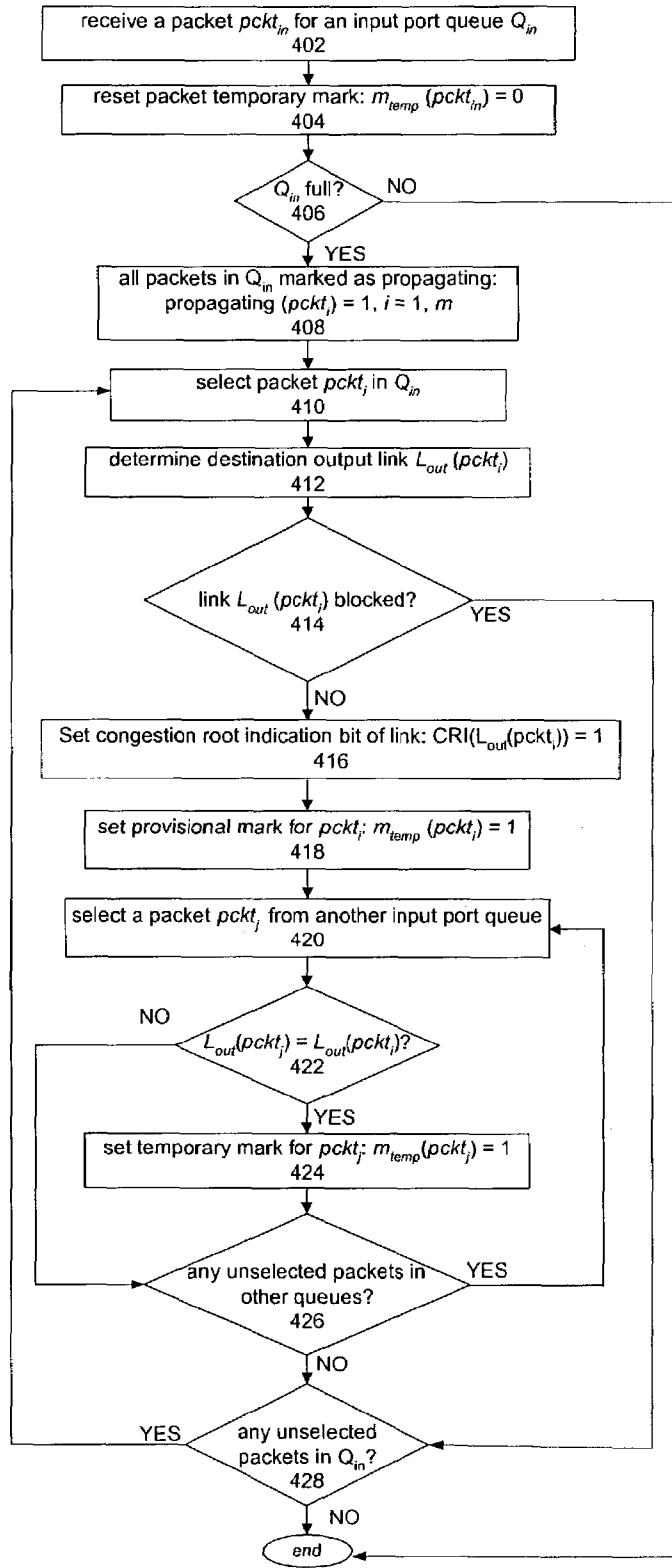 receive a packet pckt_in for an input port queue Q_in
402
reset packet temporary mark: m_temp (pckt_in) = 0
404
Q_in full?
406
NO
YES
all packets in Q_in marked as propagating:
propagating (pckt_i) = 1, i = 1, m
408
select packet pckt_i in Q_in
410
determine destination output link L_out (pckt_i)
412
link L_out (pckt_i) blocked?
414
YES
NO
Set congestion root indication bit of link: CRI(L_out(pckt_i)) = 1
416
set provisional mark for pckt_i: m_temp (pckt_i) = 1
418
select a packet pckt_j from another input port queue
420
NO
L_out(pckt_j) = L_out(pckt_i)?
422
YES
set temporary mark for pckt_j: m_temp(pckt_j) = 1
424
any unselected packets in
other queues?
426
YES
NO
YES
any unselected
packets in Q_in?
428
NO
end